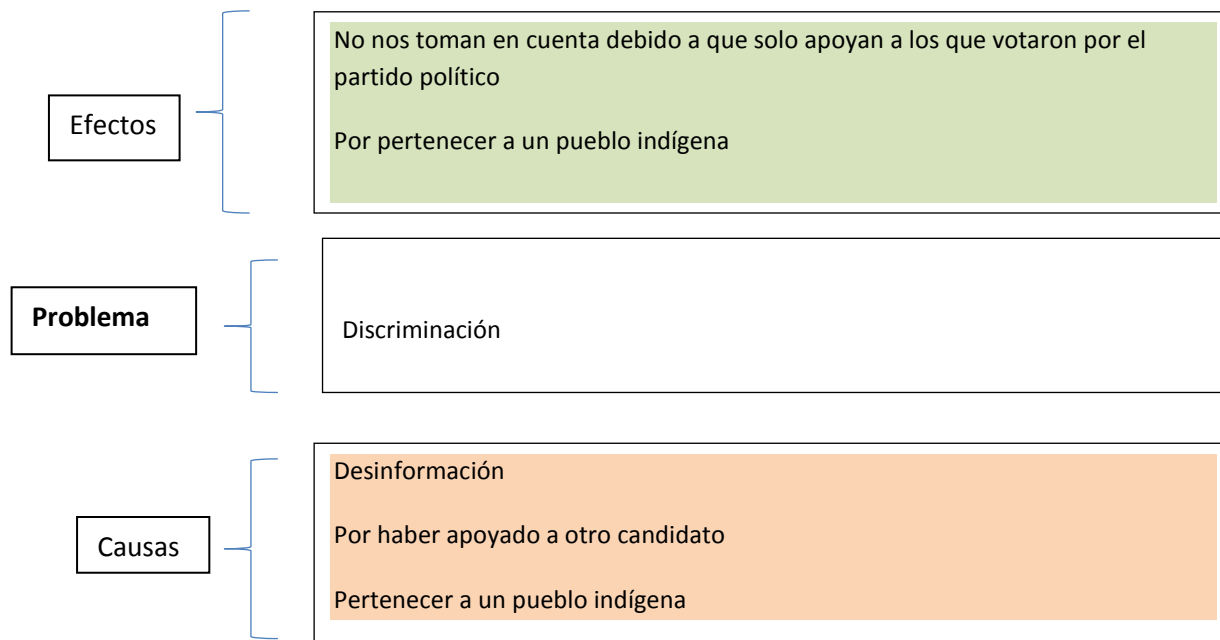 Efectos
No nos toman en cuenta debido a que solo apoyan a los que votaron por el
partido político
Por pertenecer a un pueblo indígena
Problema
Discriminación
Causas
Desinformación
Por haber apoyado a otro candidato
Pertenecer a un pueblo indígena